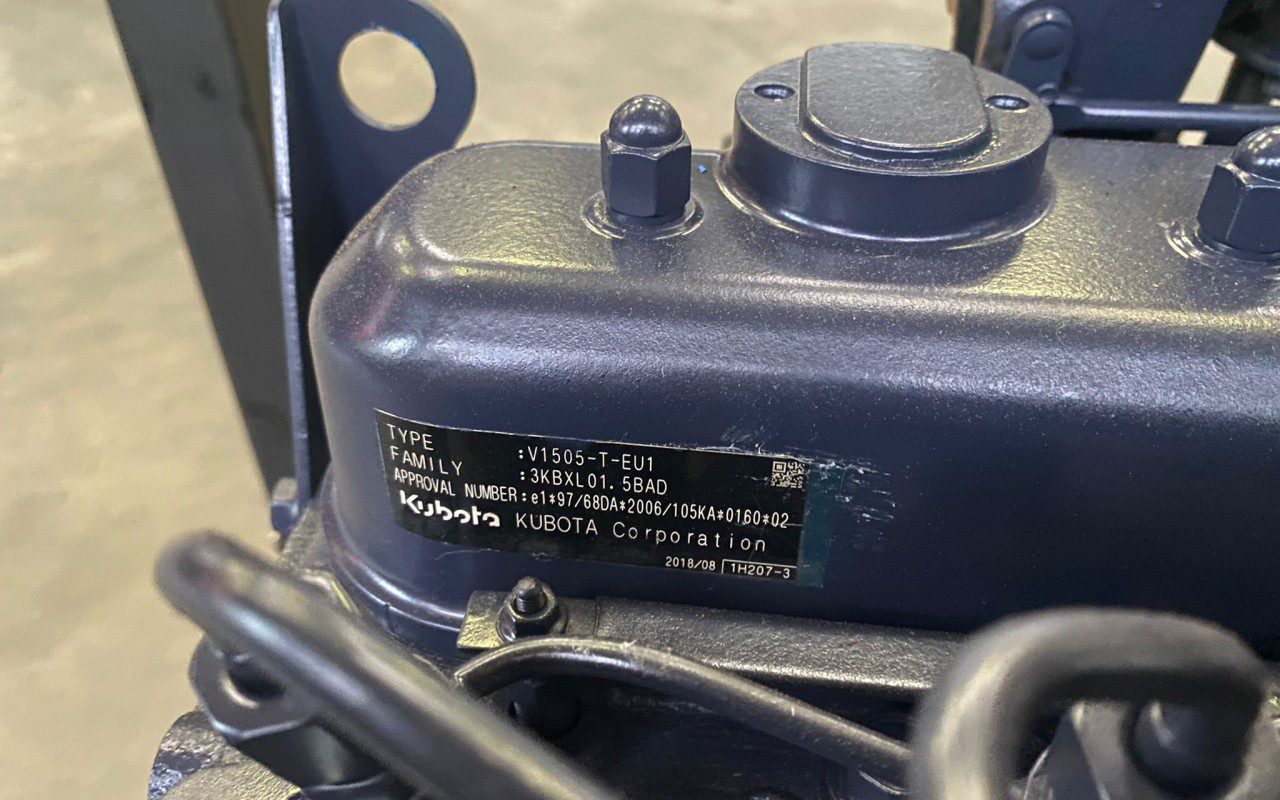 TYPE :V1505-T-EU1
FAMILY :3KBXL01.5BAD
APPROVAL NUMBER:e1*97/68DA*2006/105KA*0160*02
Kubota KUBOTA Corporation
2018/08 1H207-3